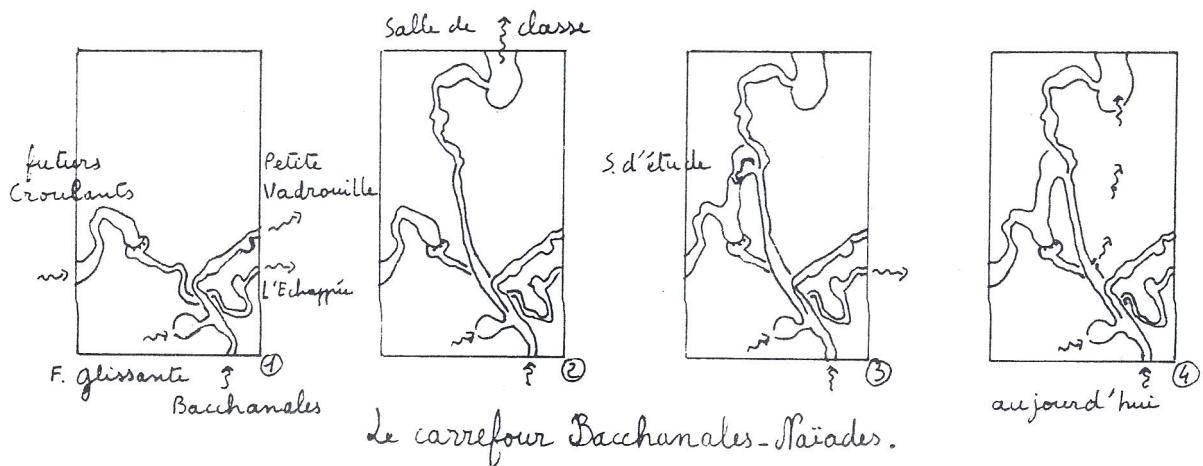 Salle de classe
futurs
Croulants
Petite
Vadrouille
L'Echappée
F. glissante
Bacchanales
1
2
S. d'étude
3
4
aujourd'hui
Le carrefour Bacchanales-Naïades.